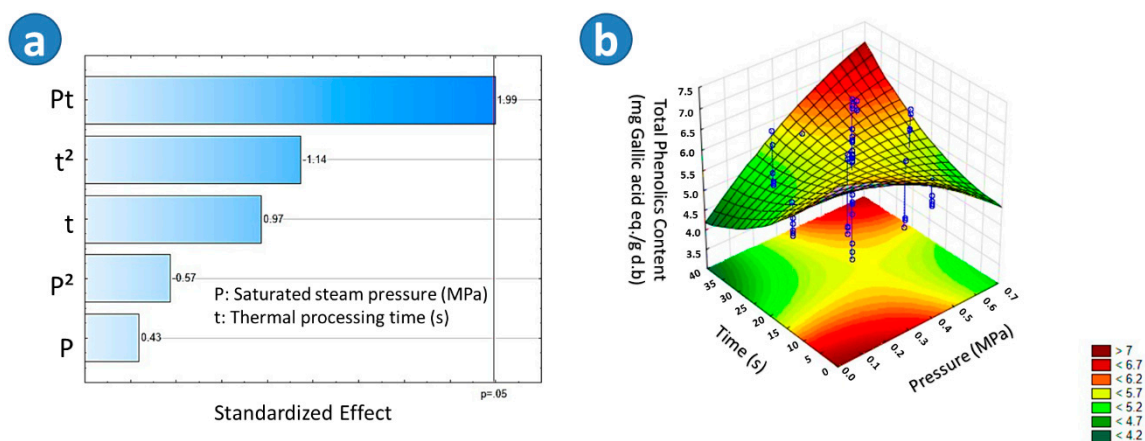 a
Pt
1.99
t²
-1.14
t
0.97
P²
-0.57
P: Saturated steam pressure (MPa)
t: Thermal processing time (s)
P
0.43
p=.05
Standardized Effect
b
Total Phenolics Content
(mg Gallic acid eq./g d.b)
7.5
7.0
6.5
6.0
5.5
5.0
4.5
4.0
3.5
40
35
30
25
20
15
10
5
0
Time (s)
0.0
0.1
0.2
0.3
0.4
0.5
0.6
0.7
Pressure (MPa)
> 7
< 6.7
< 6.2
< 5.7
< 5.2
< 4.7
< 4.2